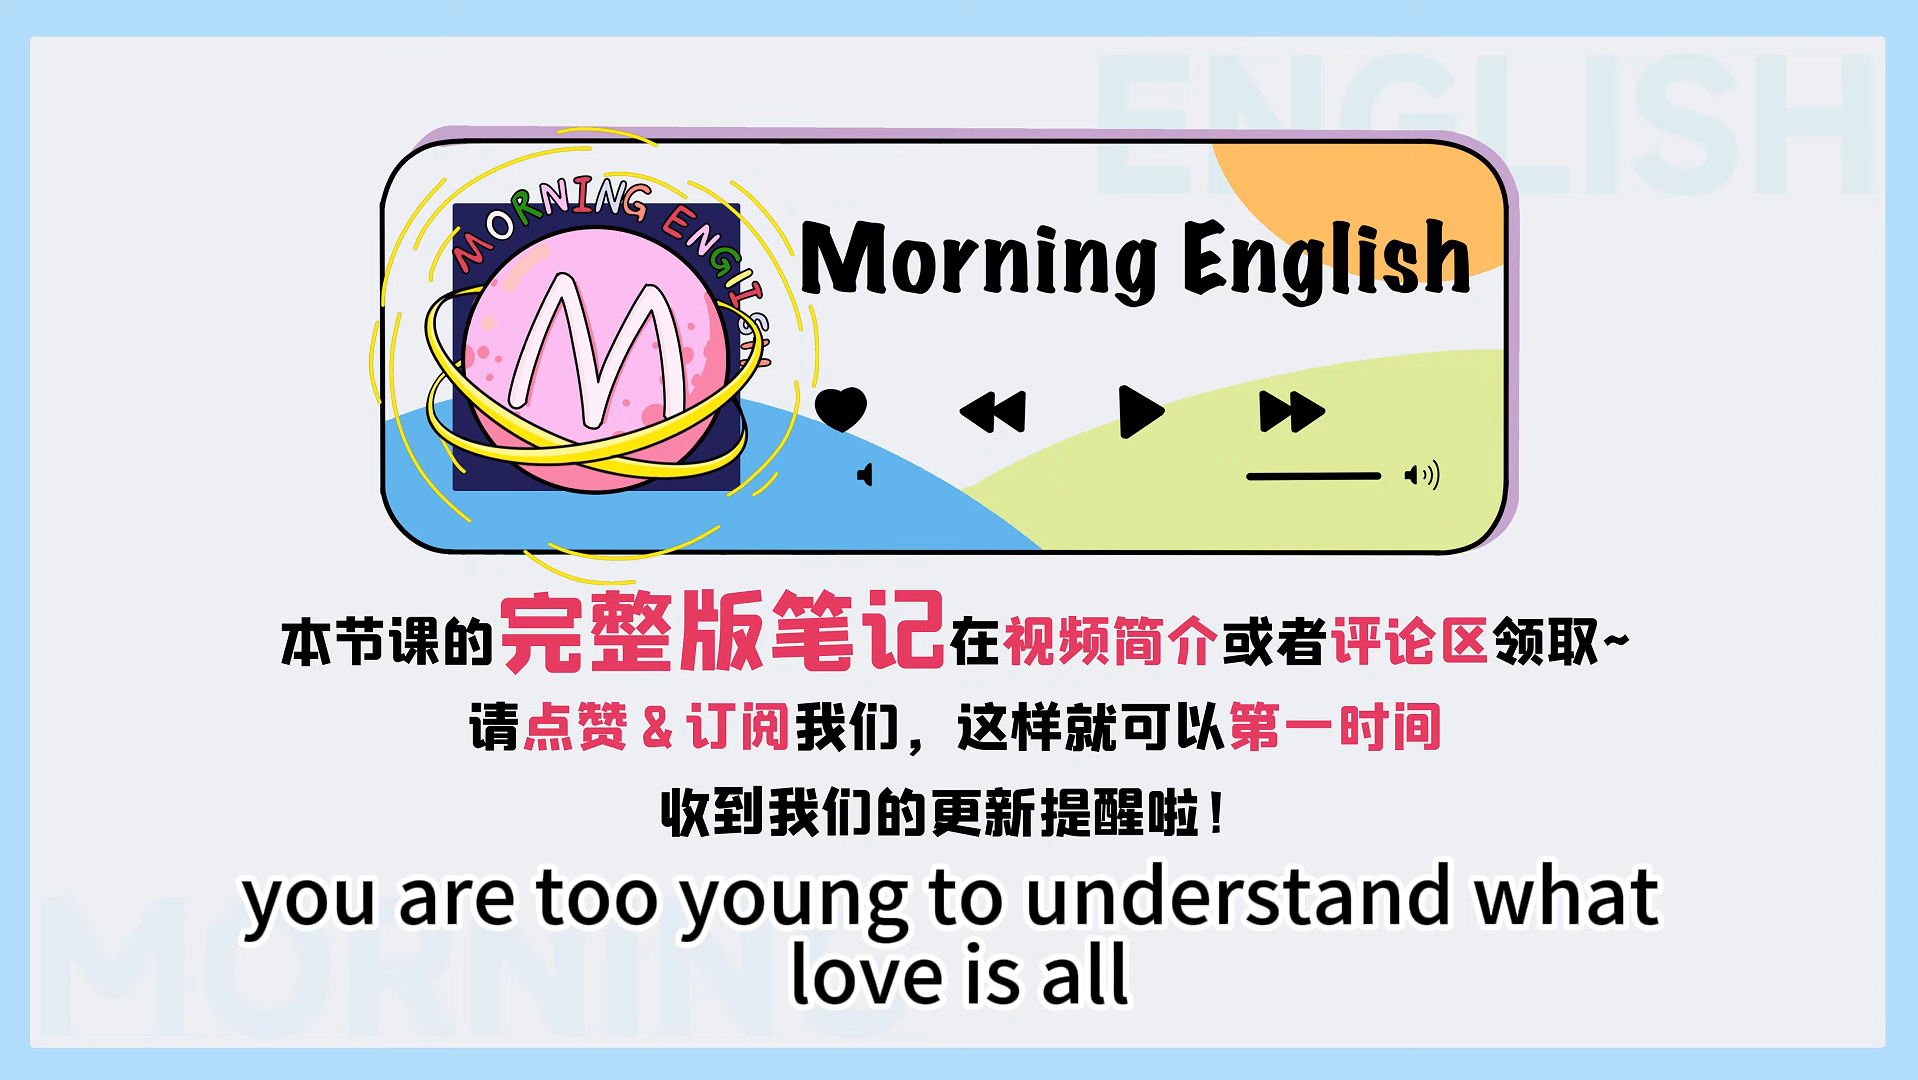 ENGLISH
MORNING ENGLISH
M
Morning English
本节课的完整版笔记在视频简介或者评论区领取~
请点赞&订阅我们，这样就可以第一时间
收到我们的更新提醒啦！
you are too young to understand what
love is all
MORNING